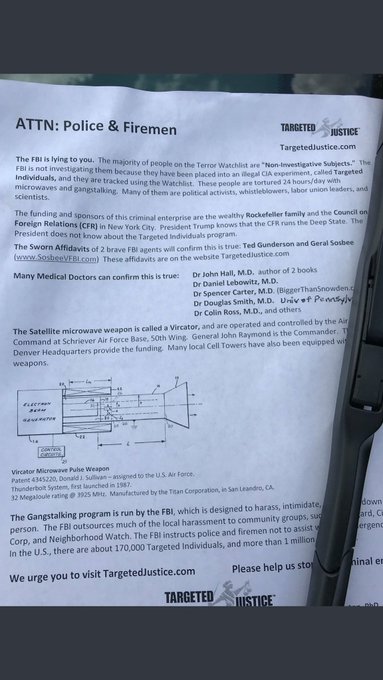 ATTN: Police & Firemen
TARGETED JUSTICE
TargetedJustice.com
The FBI is lying to you. The majority of people on the Terror Watchlist are "Non-Investigative Subjects." The
FBI is not investigating them because they have been placed into an illegal CIA experiment, called Targeted
Individuals, and they are tracked using the Watchlist. These people are tortured 24 hours/day with
microwaves and gangstalking. Many of them are political activists, whistleblowers, labor union leaders, and
scientists.
The funding and sponsors of this criminal enterprise are the wealthy Rockefeller family and the Council on
Foreign Relations (CFR) in New York City. President Trump knows that the CFR runs the Deep State. The
President does not know about the Targeted Individuals program.
The Sworn Affidavits of 2 brave FBI agents will confirm this is true: Ted Gunderson and Geral Sosbee
(www.SosbeeVFBI.com) These affidavits are on the website TargetedJustice.com
Many Medical Doctors can confirm this is true:
Dr John Hall, M.D. author of 2 books
Dr Daniel Lebowitz, M.D.
Dr Spencer Carter, M.D. (BiggerThanSnowden.c
Dr Douglas Smith, M.D. Univ of Pennsylv
Dr Colin Ross, M.D., and others
The Satellite microwave weapon is called a Vircator, and are operated and controlled by the Air
Command at Schriever Air Force Base, 50th Wing. General John Raymond is the Commander. T
Denver Headquarters provide the funding. Many local Cell Towers have also been equipped wi
weapons.
ELECTRON
BEAM
GENERATOR
CONTROL
CIRCUITS
L
Vircator Microwave Pulse Weapon
Patent 4345220, Donald J. Sullivan – assigned to the U.S. Air Force.
Thunderbolt System, first launched in 1987.
32 MegaJoule rating @ 3925 MHz. Manufactured by the Titan Corporation, in San Leandro, CA.
The Gangstalking program is run by the FBI, which is designed to harass, intimidate, down
person. The FBI outsources much of the local harassment to community groups, suc ard, Ci
Corp, and Neighborhood Watch. The FBI instructs police and firemen not to assist w ergenc
In the U.S., there are about 170,000 Targeted Individuals, and more than 1 million
We urge you to visit TargetedJustice.com
Please help us sto minal en
TARGETED JUSTICE
PhD